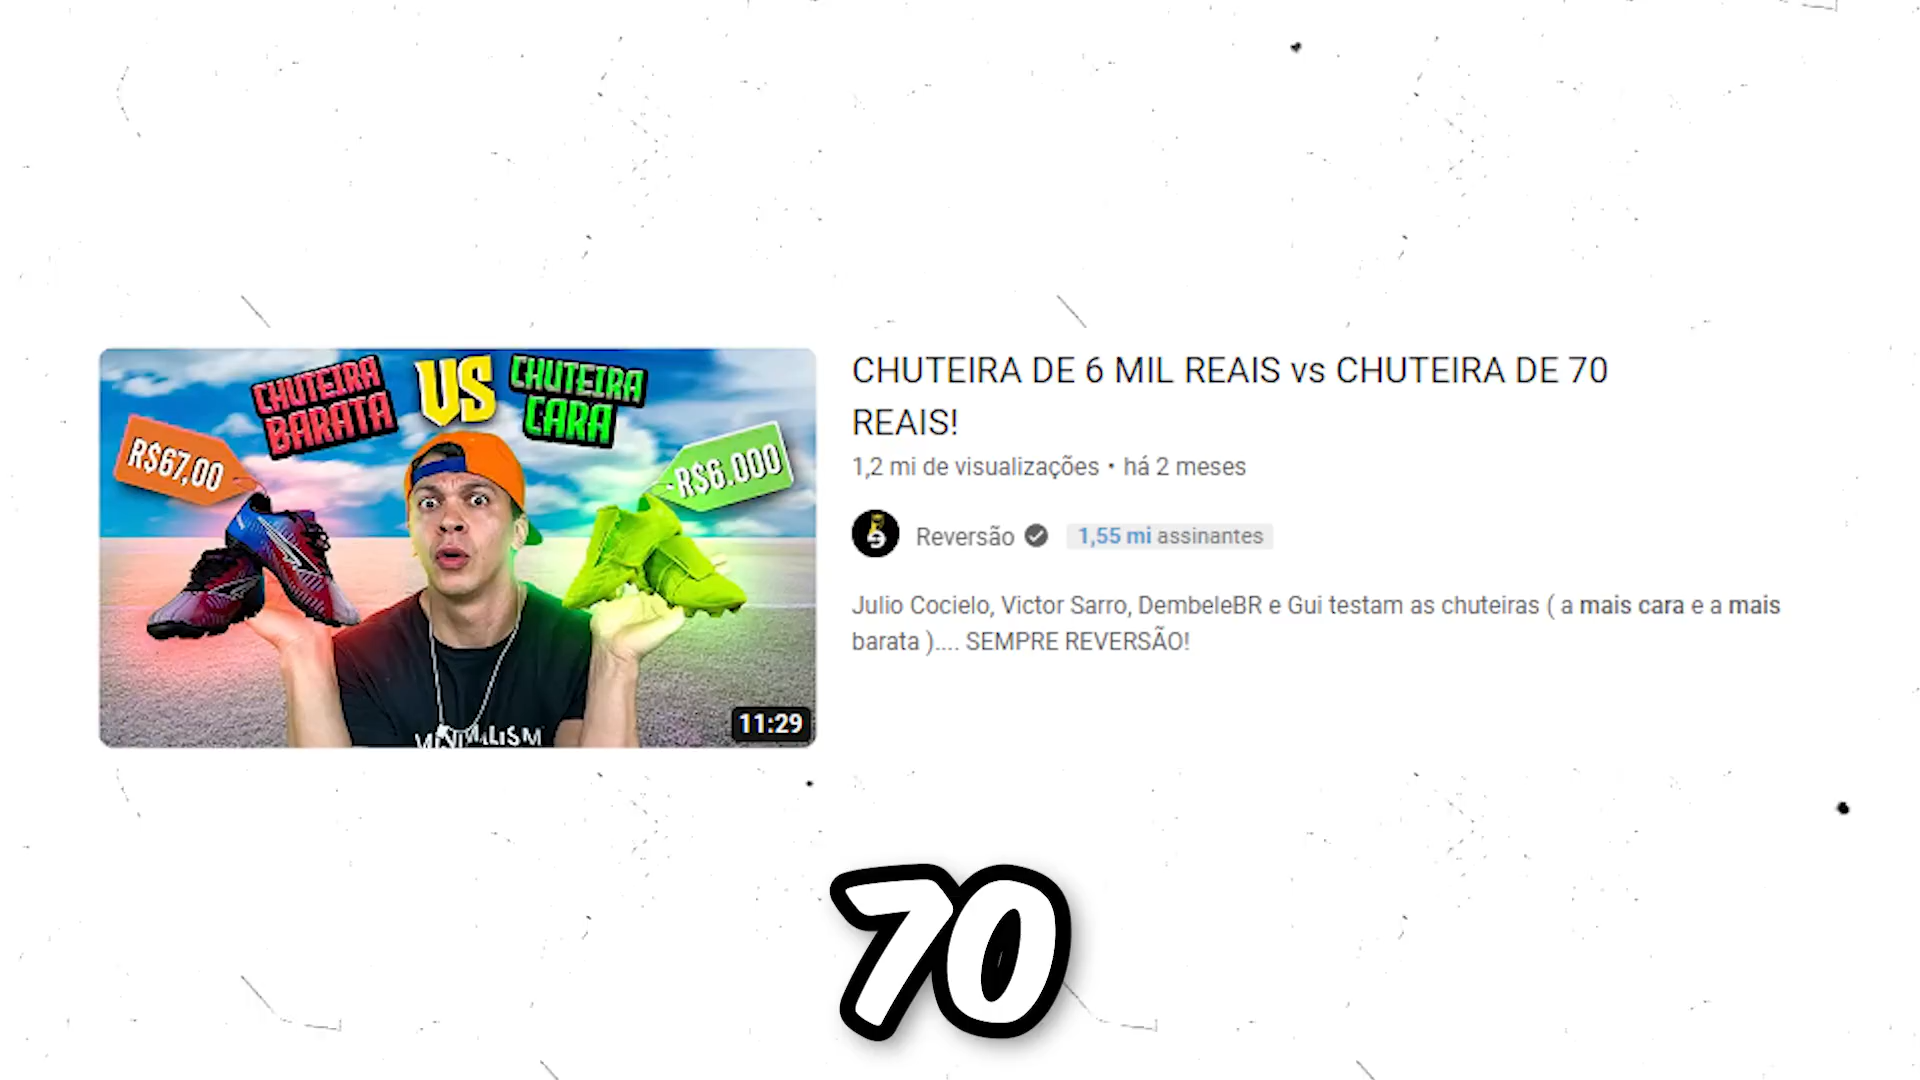 CHUTEIRA BARATA
VS
CHUTEIRA CARA
R$67,00
R$6.000
11:29
CHUTEIRA DE 6 MIL REAIS vs CHUTEIRA DE 70
REAIS!
1,2 mi de visualizações • há 2 meses
Reversão
1,55 mi assinantes
Julio Cocielo, Victor Sarro, DembeleBR e Gui testam as chuteiras ( a mais cara e a mais
barata ).... SEMPRE REVERSÃO!
70